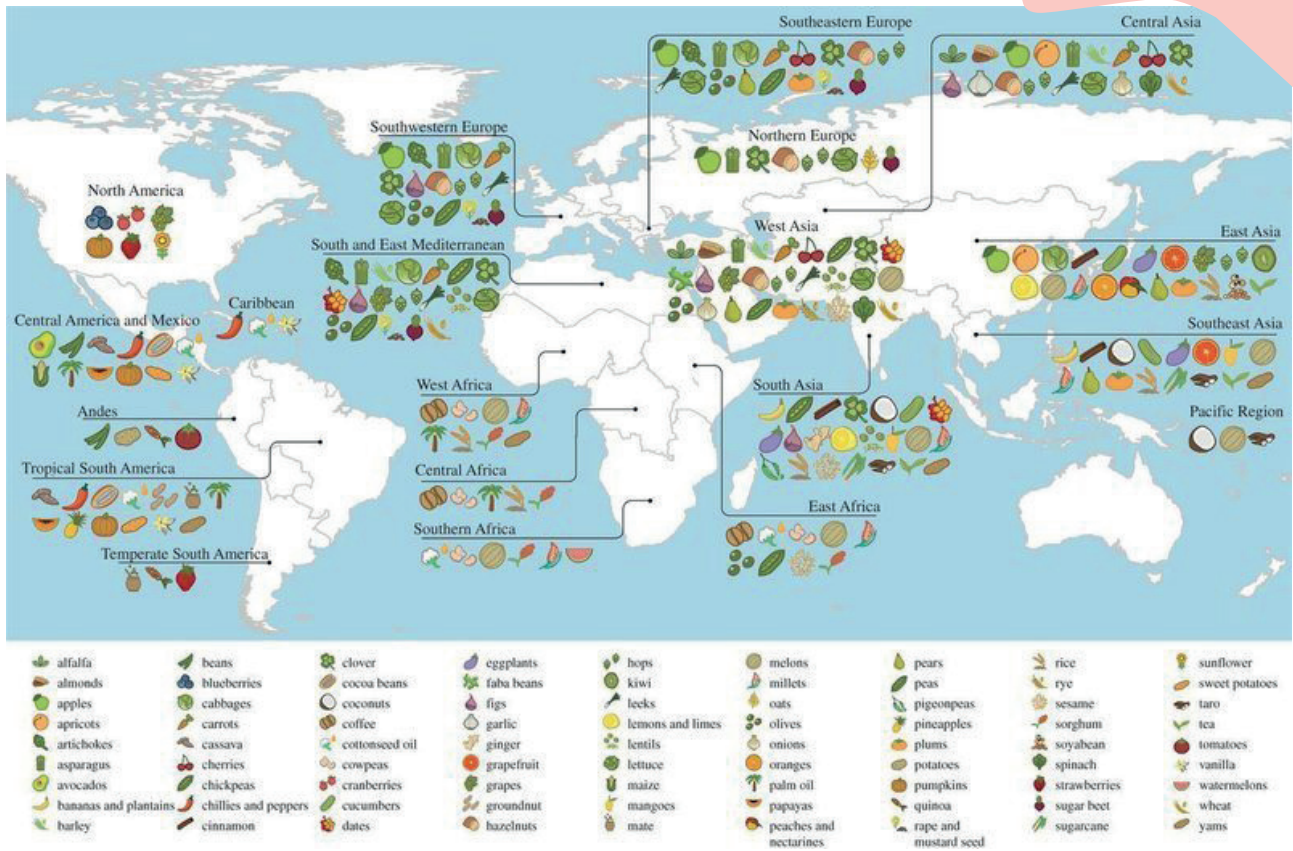 Southeastern Europe
Central Asia
Southwestern Europe
Northern Europe
North America
West Asia
East Asia
South and East Mediterranean
Caribbean
Central America and Mexico
Southeast Asia
West Africa
South Asia
Andes
Pacific Region
Tropical South America
Central Africa
East Africa
Southern Africa
Temperate South America
alfalfa
almonds
apples
apricots
artichokes
asparagus
avocados
bananas and plantains
barley
beans
blueberries
cabbages
carrots
cassava
cherries
chickpeas
chillies and peppers
cinnamon
clover
cocoa beans
coconuts
coffee
cottonseed oil
cowpeas
cranberries
cucumbers
dates
eggplants
faba beans
figs
garlic
ginger
grapefruit
grapes
groundnut
hazelnuts
hops
kiwi
leeks
lemons and limes
lentils
lettuce
maize
mangoes
mate
melons
millets
oats
olives
onions
oranges
palm oil
papayas
peaches and
nectarines
pears
peas
pigeonpeas
pineapples
plums
potatoes
pumpkins
quinoa
rape and
mustard seed
rice
rye
sesame
sorghum
soyabean
spinach
strawberries
sugar beet
sugarcane
sunflower
sweet potatoes
taro
tea
tomatoes
vanilla
watermelons
wheat
yams